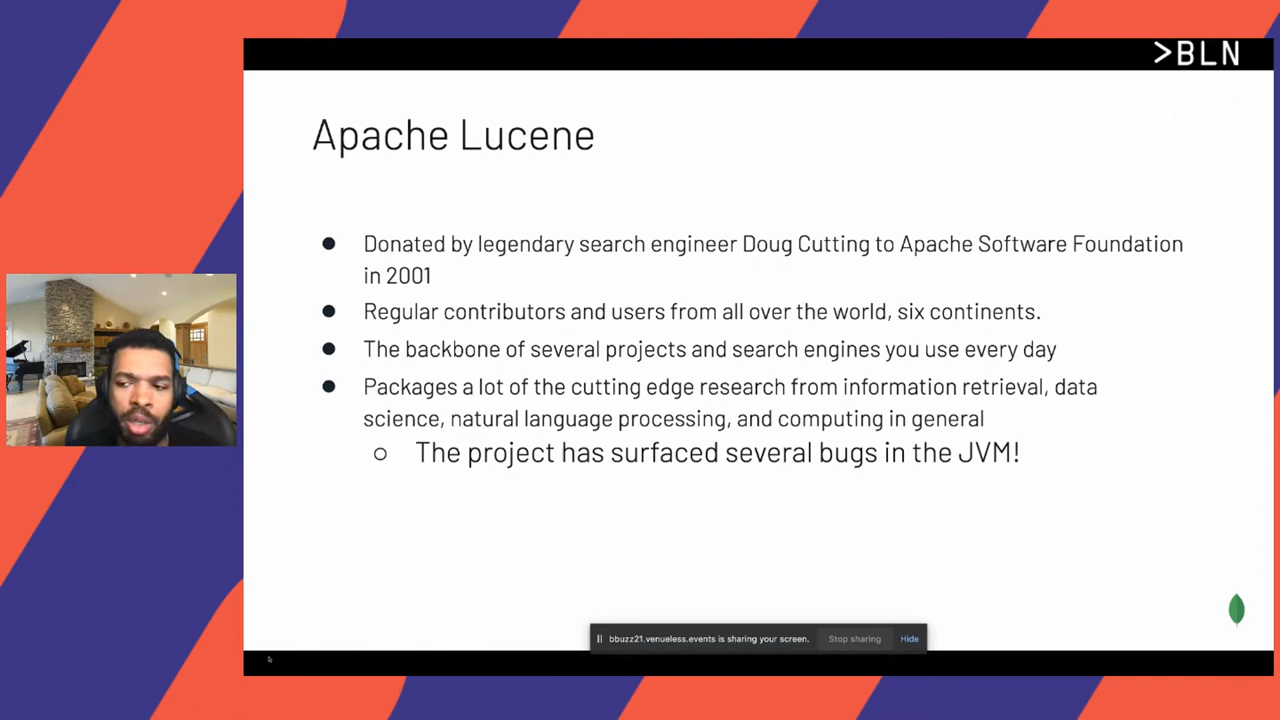 >BLN
Apache Lucene
● Donated by legendary search engineer Doug Cutting to Apache Software Foundation
in 2001
● Regular contributors and users from all over the world, six continents.
● The backbone of several projects and search engines you use every day
● Packages a lot of the cutting edge research from information retrieval, data
science, natural language processing, and computing in general
○ The project has surfaced several bugs in the JVM!
bbuzz21.venueless.events is sharing your screen. Stop sharing Hide